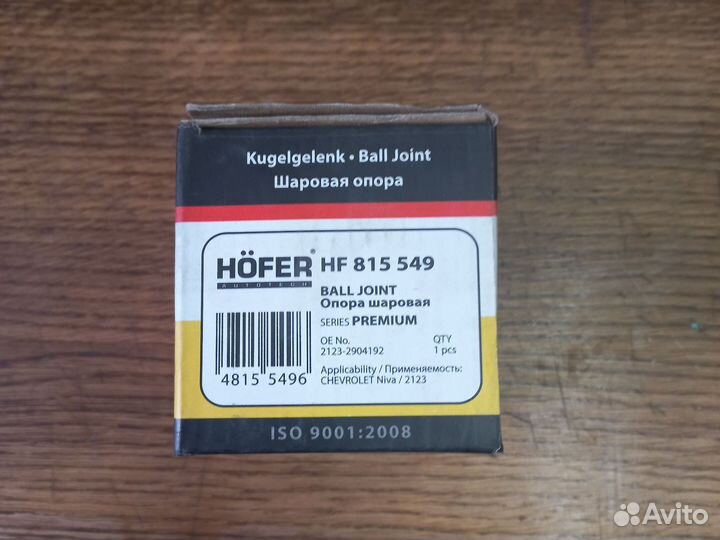 Kugelgelenk • Ball Joint
Шаровая опора
HÖFER®
AUTOTECH
HF 815 549
BALL JOINT
Опора шаровая
SERIES PREMIUM
OE No. QTY
2123-2904192 1 pcs
Applicability / Применяемость:
CHEVROLET Niva / 2123
4815 5496
ISO 9001:2008
Avito